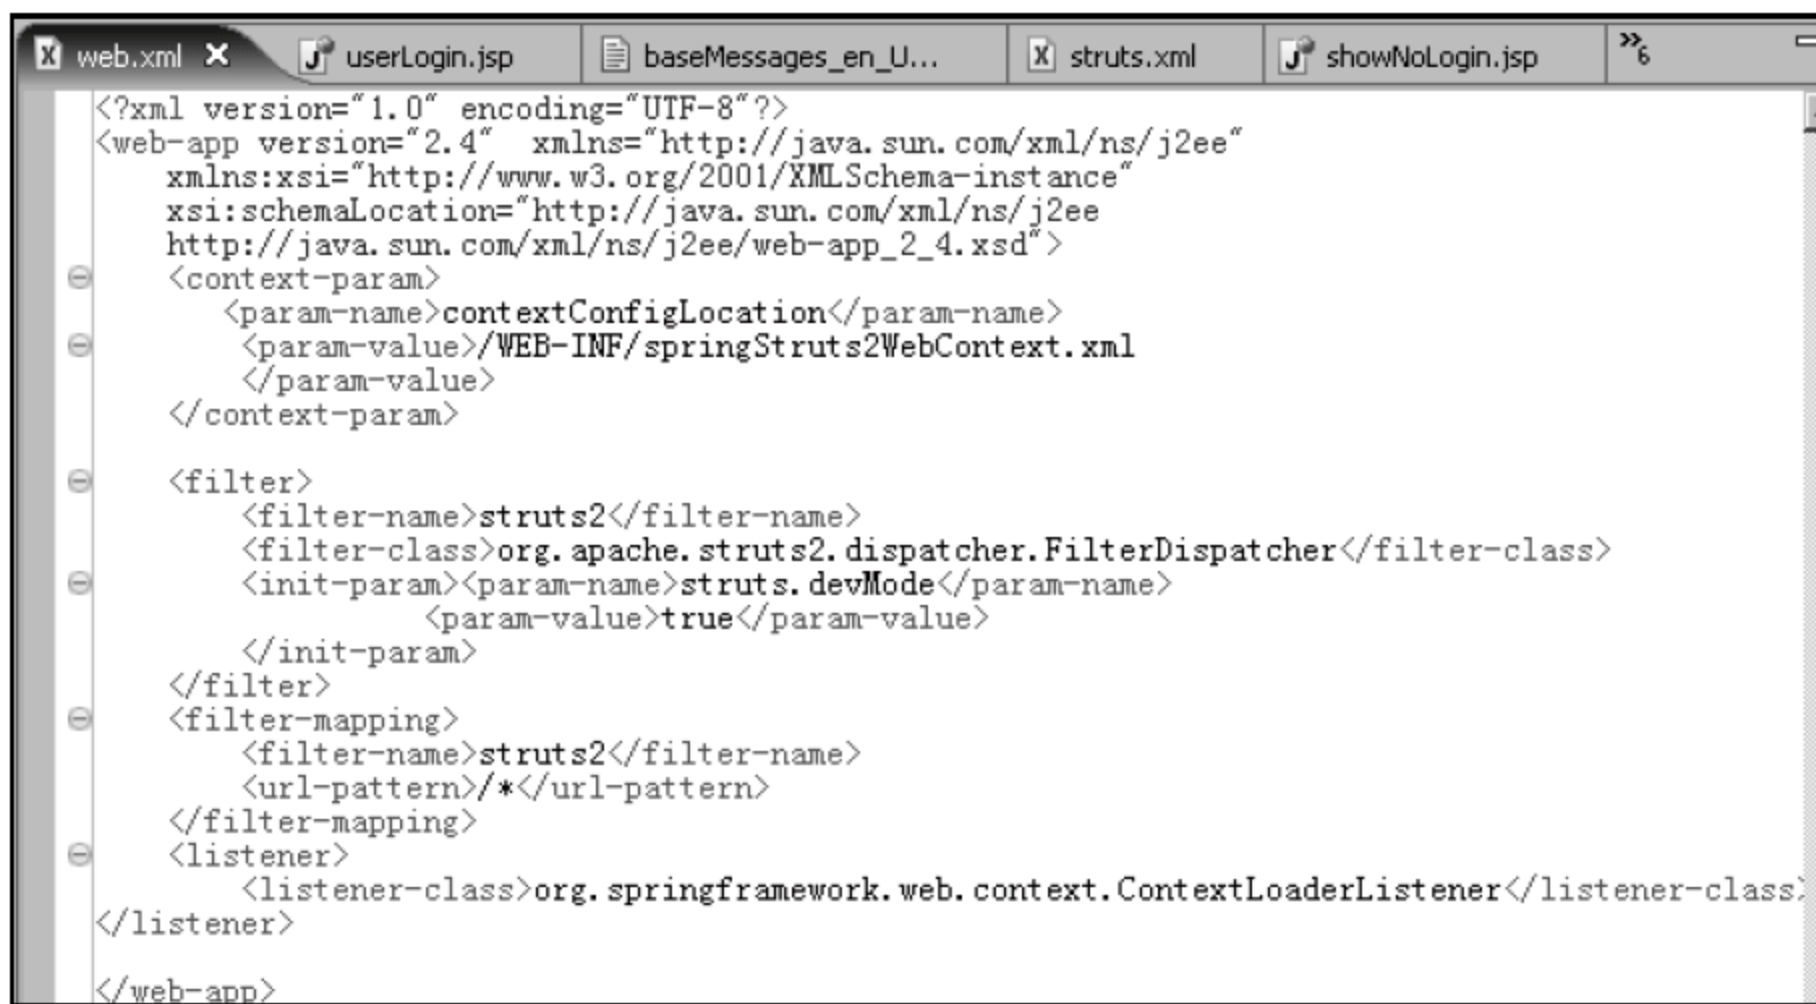 web.xml userLogin.jsp baseMessages_en_U... struts.xml showNoLogin.jsp »6
<?xml version="1.0" encoding="UTF-8"?>
<web-app version="2.4"  xmlns="http://java.sun.com/xml/ns/j2ee"
    xmlns:xsi="http://www.w3.org/2001/XMLSchema-instance"
    xsi:schemaLocation="http://java.sun.com/xml/ns/j2ee
    http://java.sun.com/xml/ns/j2ee/web-app_2_4.xsd">
    <context-param>
       <param-name>contextConfigLocation</param-name>
        <param-value>/WEB-INF/springStruts2WebContext.xml
        </param-value>
    </context-param>
    <filter>
        <filter-name>struts2</filter-name>
        <filter-class>org.apache.struts2.dispatcher.FilterDispatcher</filter-class>
        <init-param><param-name>struts.devMode</param-name>
                  <param-value>true</param-value>
        </init-param>
    </filter>
    <filter-mapping>
        <filter-name>struts2</filter-name>
        <url-pattern>/*</url-pattern>
    </filter-mapping>
    <listener>
        <listener-class>org.springframework.web.context.ContextLoaderListener</listener-class>
</listener>
</web-app>